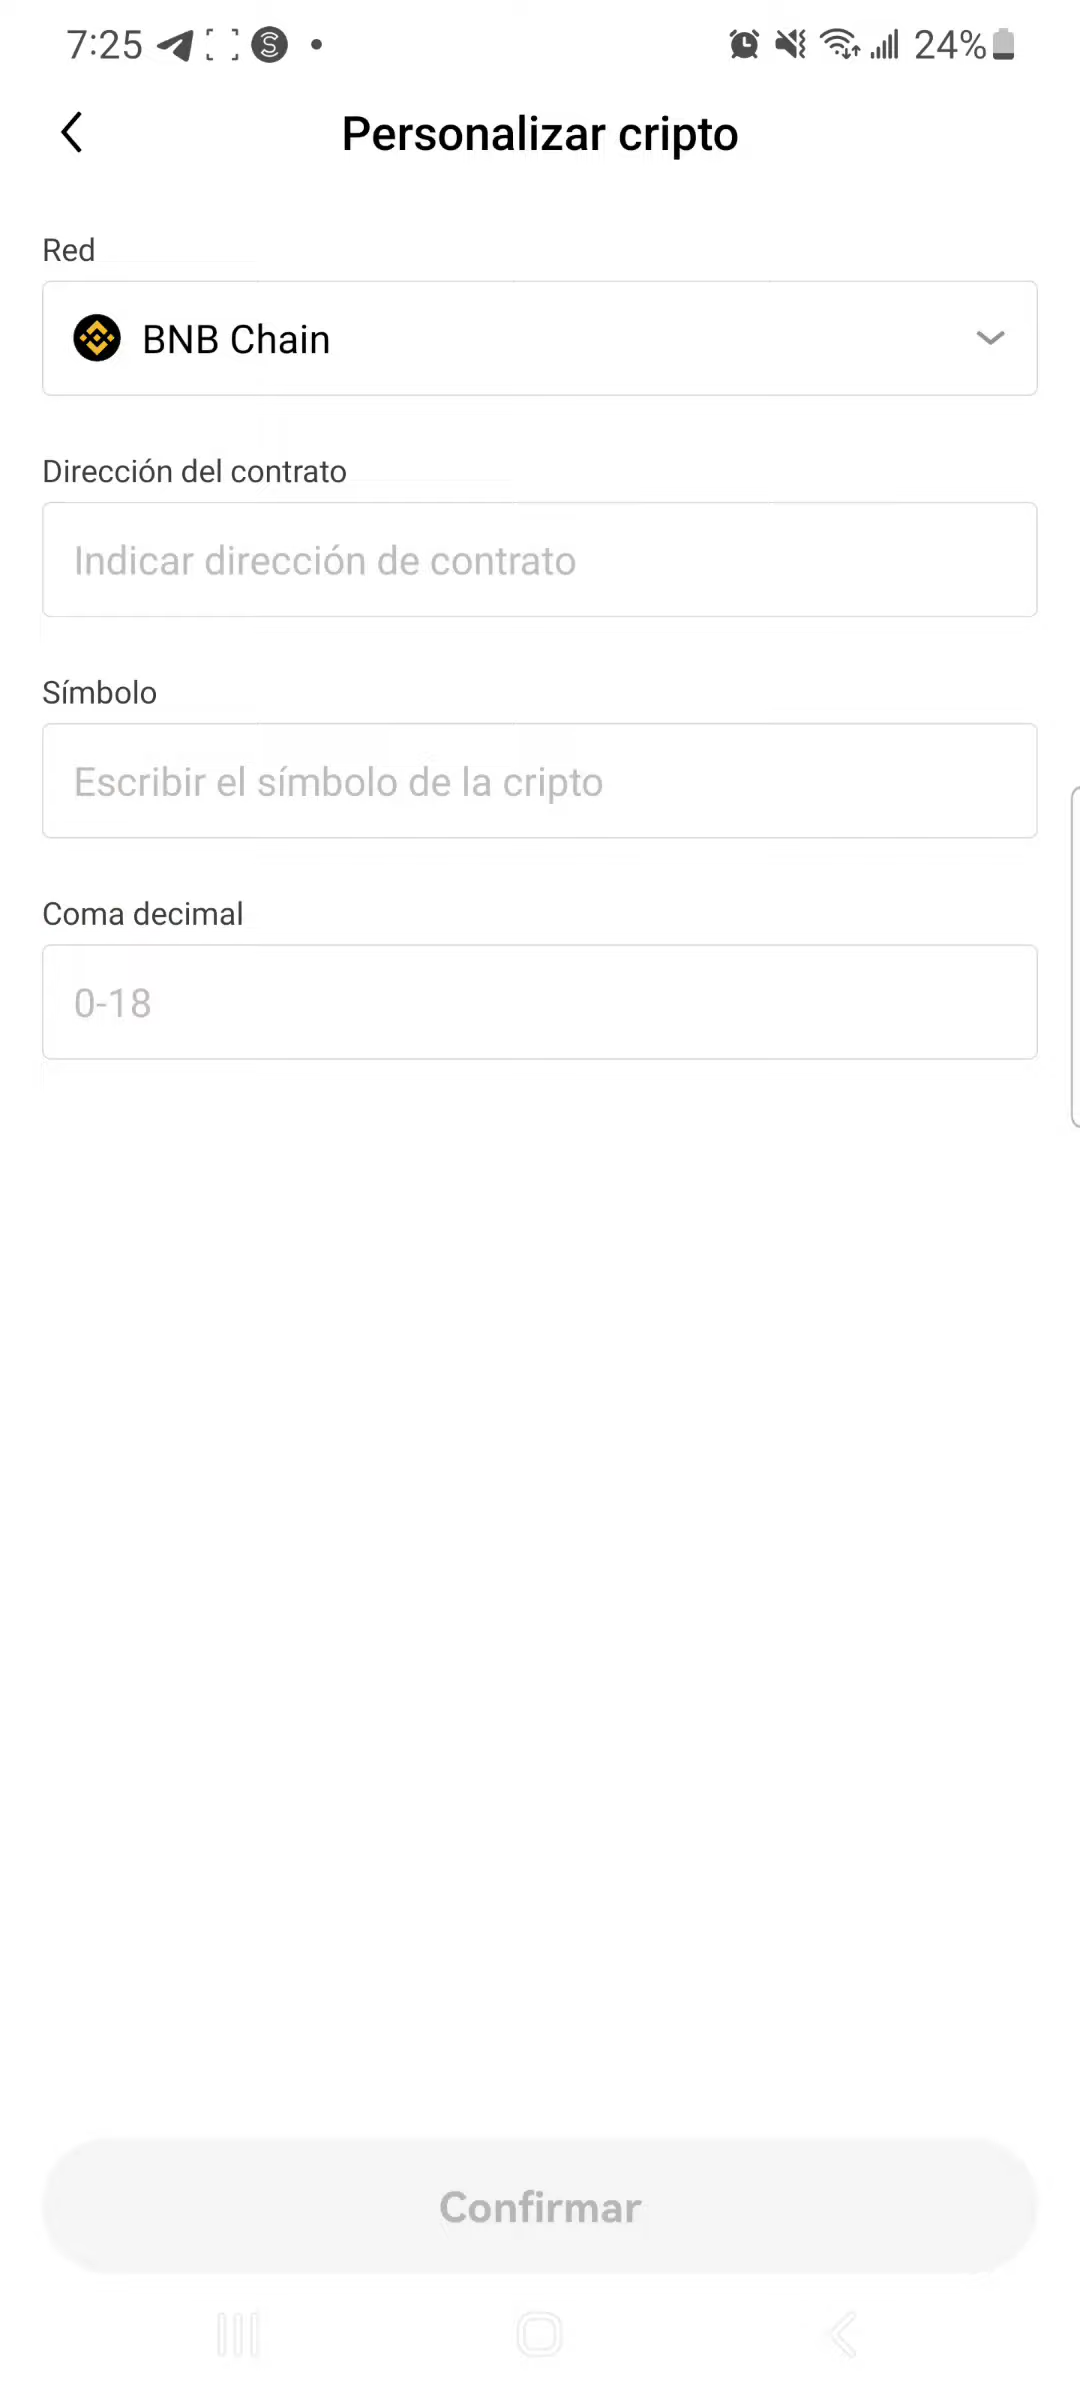 7:25
24%
Personalizar cripto
Red
BNB Chain
Dirección del contrato
Indicar dirección de contrato
Símbolo
Escribir el símbolo de la cripto
Coma decimal
0-18
Confirmar